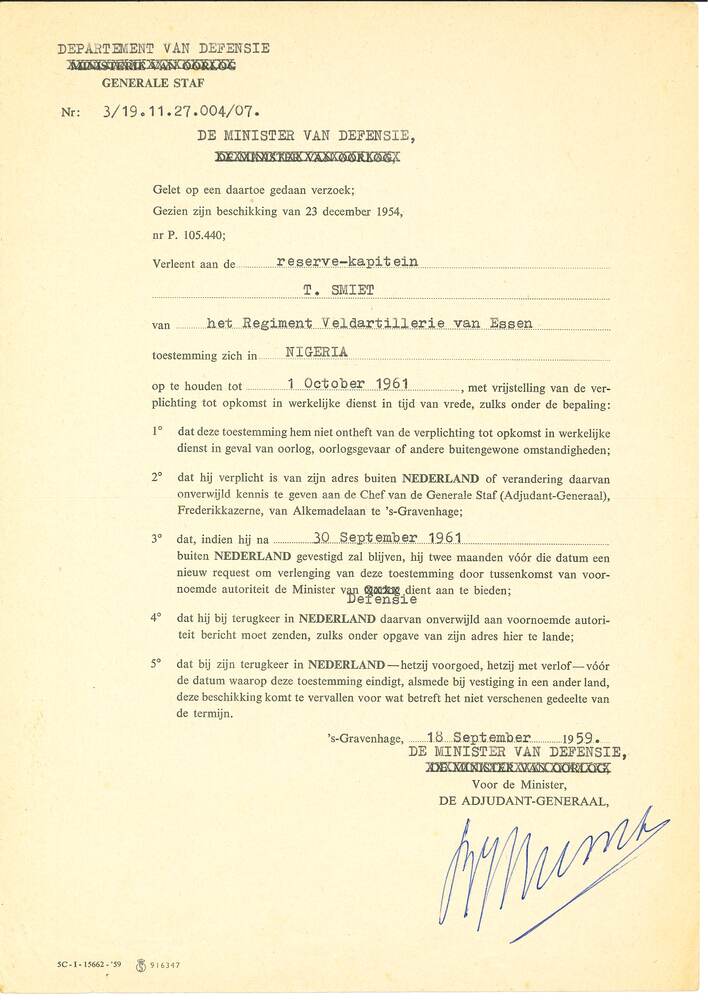 DEPARTEMENT VAN DEFENSIE
MINISTERIE VAN OORLOG
GENERALE STAF
Nr: 3/19.11.27.004/07.
DE MINISTER VAN DEFENSIE,
DE MINISTER VAN OORLOG,
Gelet op een daartoe gedaan verzoek;
Gezien zijn beschikking van 23 december 1954,
nr P. 105.440;
Verleent aan de reserve-kapitein
T. SMIET
van het Regiment Veldartillerie van Essen
toestemming zich in NIGERIA
op te houden tot 1 October 1961, met vrijstelling van de ver-
plichting tot opkomst in werkelijke dienst in tijd van vrede, zulks onder de bepaling:
1° dat deze toestemming hem niet ontheft van de verplichting tot opkomst in werkelijke
dienst in geval van oorlog, oorlogsgevaar of andere buitengewone omstandigheden;
2° dat hij verplicht is van zijn adres buiten NEDERLAND of verandering daarvan
onverwijld kennis te geven aan de Chef van de Generale Staf (Adjudant-Generaal),
Frederikkazerne, van Alkemadelaan te 's-Gravenhage;
3° dat, indien hij na 30 September 1961
buiten NEDERLAND gevestigd zal blijven, hij twee maanden vóór die datum een
nieuw request om verlenging van deze toestemming door tussenkomst van voor-
noemde autoriteit de Minister van dient aan te bieden;
Defensie
4° dat hij bij terugkeer in NEDERLAND daarvan onverwijld aan voornoemde autori-
teit bericht moet zenden, zulks onder opgave van zijn adres hier te lande;
5° dat bij zijn terugkeer in NEDERLAND—hetzij voorgoed, hetzij met verlof—vóór
de datum waarop deze toestemming eindigt, alsmede bij vestiging in een ander land,
deze beschikking komt te vervallen voor wat betreft het niet verschenen gedeelte van
de termijn.
's-Gravenhage, 18 September 1959.
DE MINISTER VAN DEFENSIE,
DE MINISTER VAN OORLOG,
Voor de Minister,
DE ADJUDANT-GENERAAL,
5C-1-15662-'59 916347